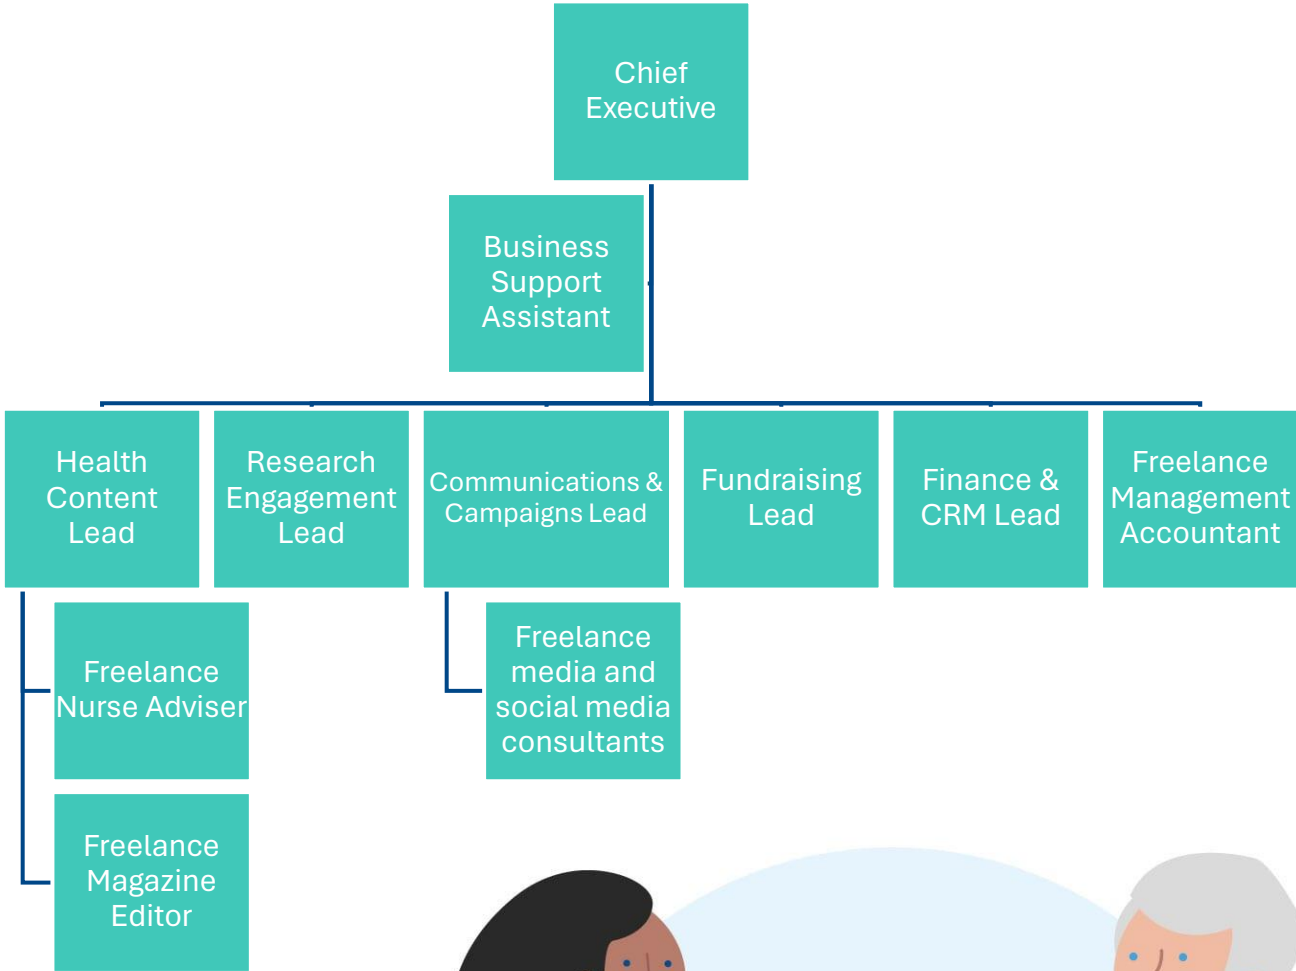 Chief
Executive
Business
Support
Assistant
Health
Content
Lead
Research
Engagement
Lead
Communications &
Campaigns Lead
Fundraising
Lead
Finance &
CRM Lead
Freelance
Management
Accountant
Freelance
Nurse Adviser
Freelance
media and
social media
consultants
Freelance
Magazine
Editor